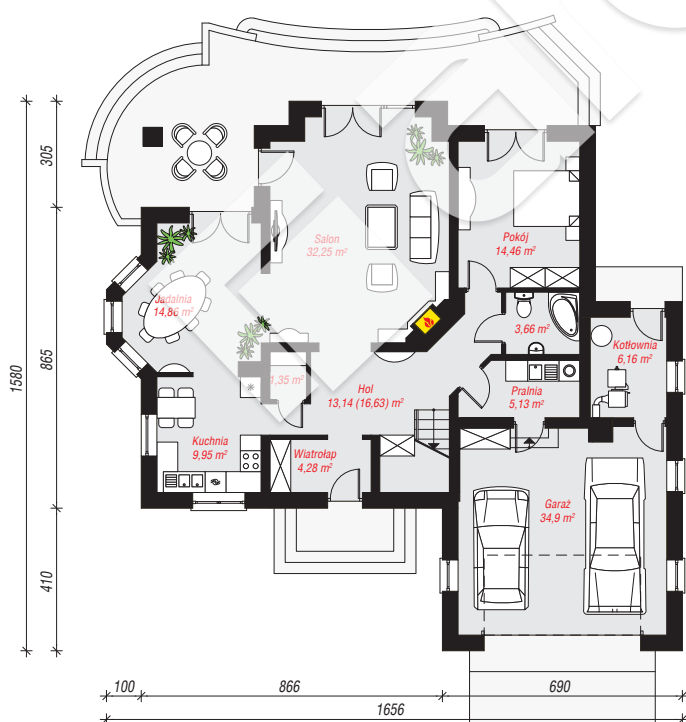 305
Salon
32,25 m²
Pokój
14,46 m²
Jadalnia
14,86 m²
3,66 m²
Kotłownia
6,16 m²
865
1580
1,35 m²
Hol
13,14 (16,63) m²
Pralnia
5,13 m²
Kuchnia
9,95 m²
Wiatrołap
4,28 m²
Garaż
34,9 m²
410
100
866
690
1656